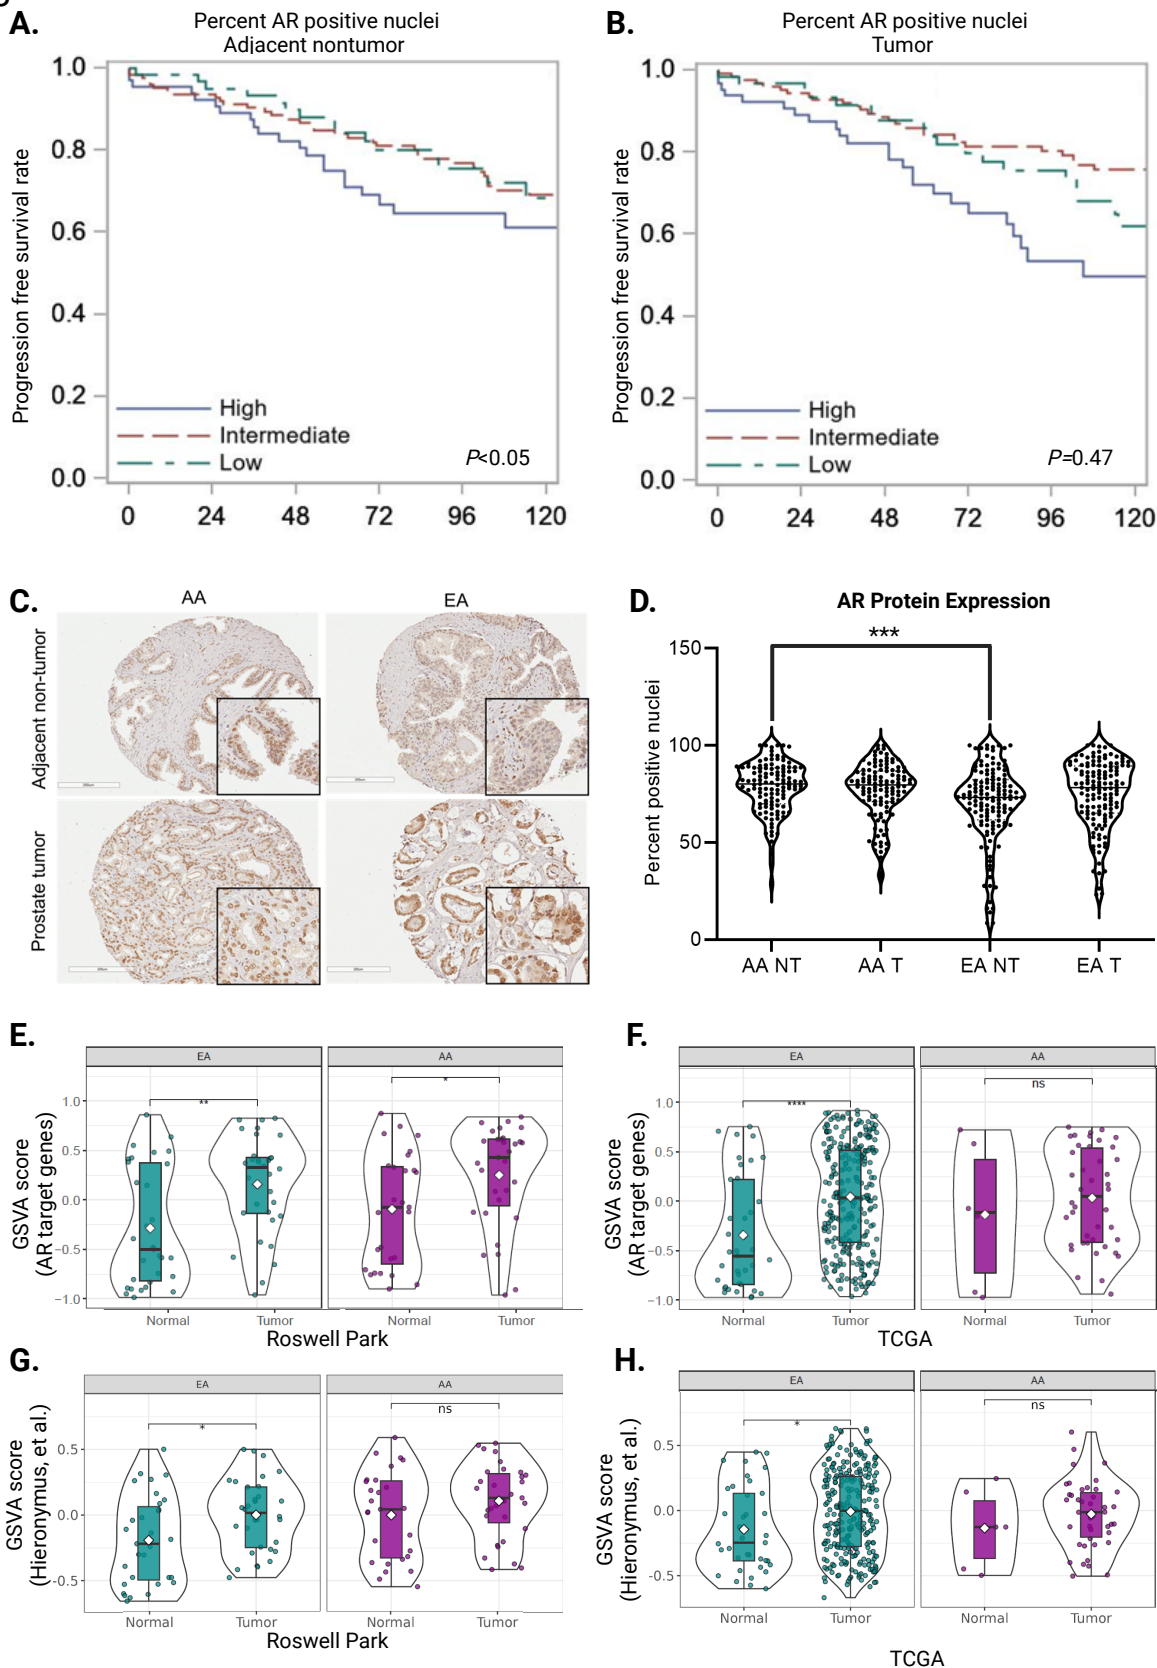 A.
Percent AR positive nuclei
Adjacent nontumor
Progression free survival rate
1.0
0.8
0.6
0.4
0.2
0.0
High
Intermediate
Low
P<0.05
0 24 48 72 96 120
B.
Percent AR positive nuclei
Tumor
Progression free survival rate
1.0
0.8
0.6
0.4
0.2
0.0
High
Intermediate
Low
P=0.47
0 24 48 72 96 120
C.
AA EA
Adjacent non-tumor
Prostate tumor
D.
AR Protein Expression
***
Percent positive nuclei
150
100
50
0
AA NT AA T EA NT EA T
E.
EA AA
GSVA score
(AR target genes)
1.0
0.5
0.0
−0.5
−1.0
** *
Normal Tumor Normal Tumor
Roswell Park
F.
EA AA
GSVA score
(AR target genes)
1.0
0.5
0.0
−0.5
−1.0
**** ns
Normal Tumor Normal Tumor
TCGA
G.
EA AA
GSVA score
(Hieronymus, et al.)
0.5
0.0
-0.5
* ns
Normal Tumor Normal Tumor
Roswell Park
H.
EA AA
GSVA score
(Hieronymus, et al.)
0.5
0.0
-0.5
* ns
Normal Tumor Normal Tumor
TCGA